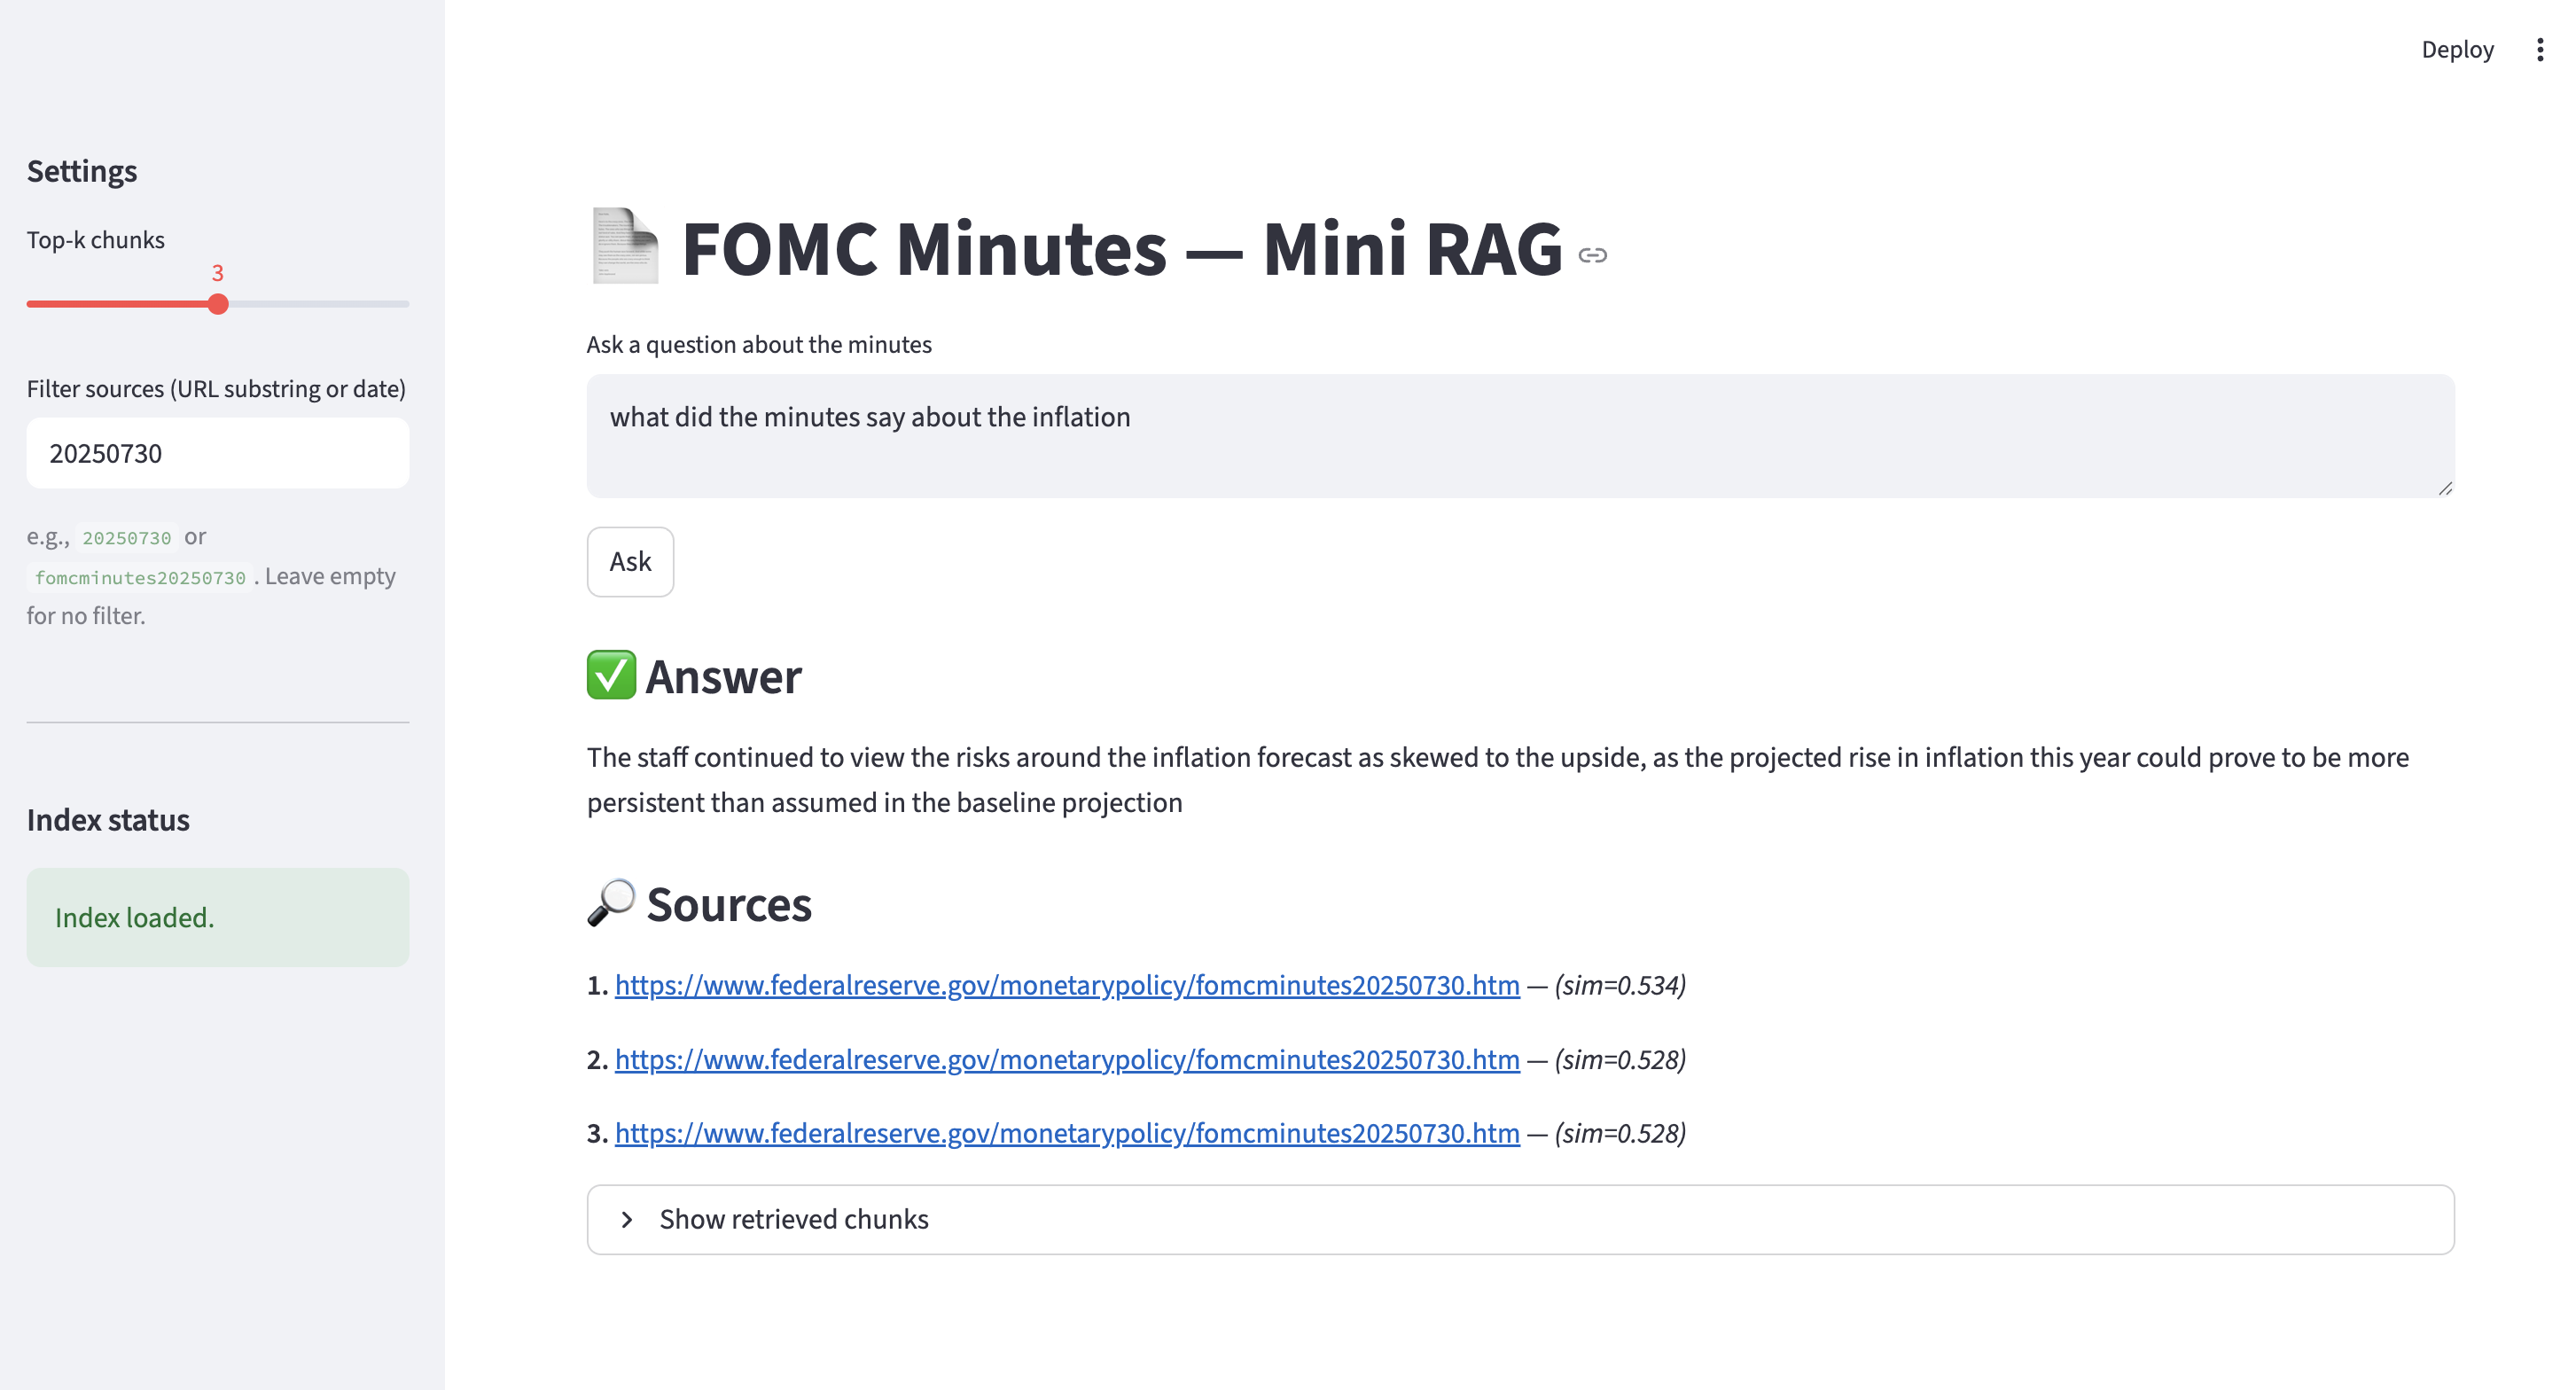 Deploy
Settings
Top-k chunks
3
Filter sources (URL substring or date)
20250730
e.g., 20250730 or
fomcminutes20250730. Leave empty
for no filter.
Index status
Index loaded.
FOMC Minutes — Mini RAG
Ask a question about the minutes
what did the minutes say about the inflation
Ask
Answer
The staff continued to view the risks around the inflation forecast as skewed to the upside, as the projected rise in inflation this year could prove to be more
persistent than assumed in the baseline projection
Sources
1. https://www.federalreserve.gov/monetarypolicy/fomcminutes20250730.htm — (sim=0.534)
2. https://www.federalreserve.gov/monetarypolicy/fomcminutes20250730.htm — (sim=0.528)
3. https://www.federalreserve.gov/monetarypolicy/fomcminutes20250730.htm — (sim=0.528)
Show retrieved chunks